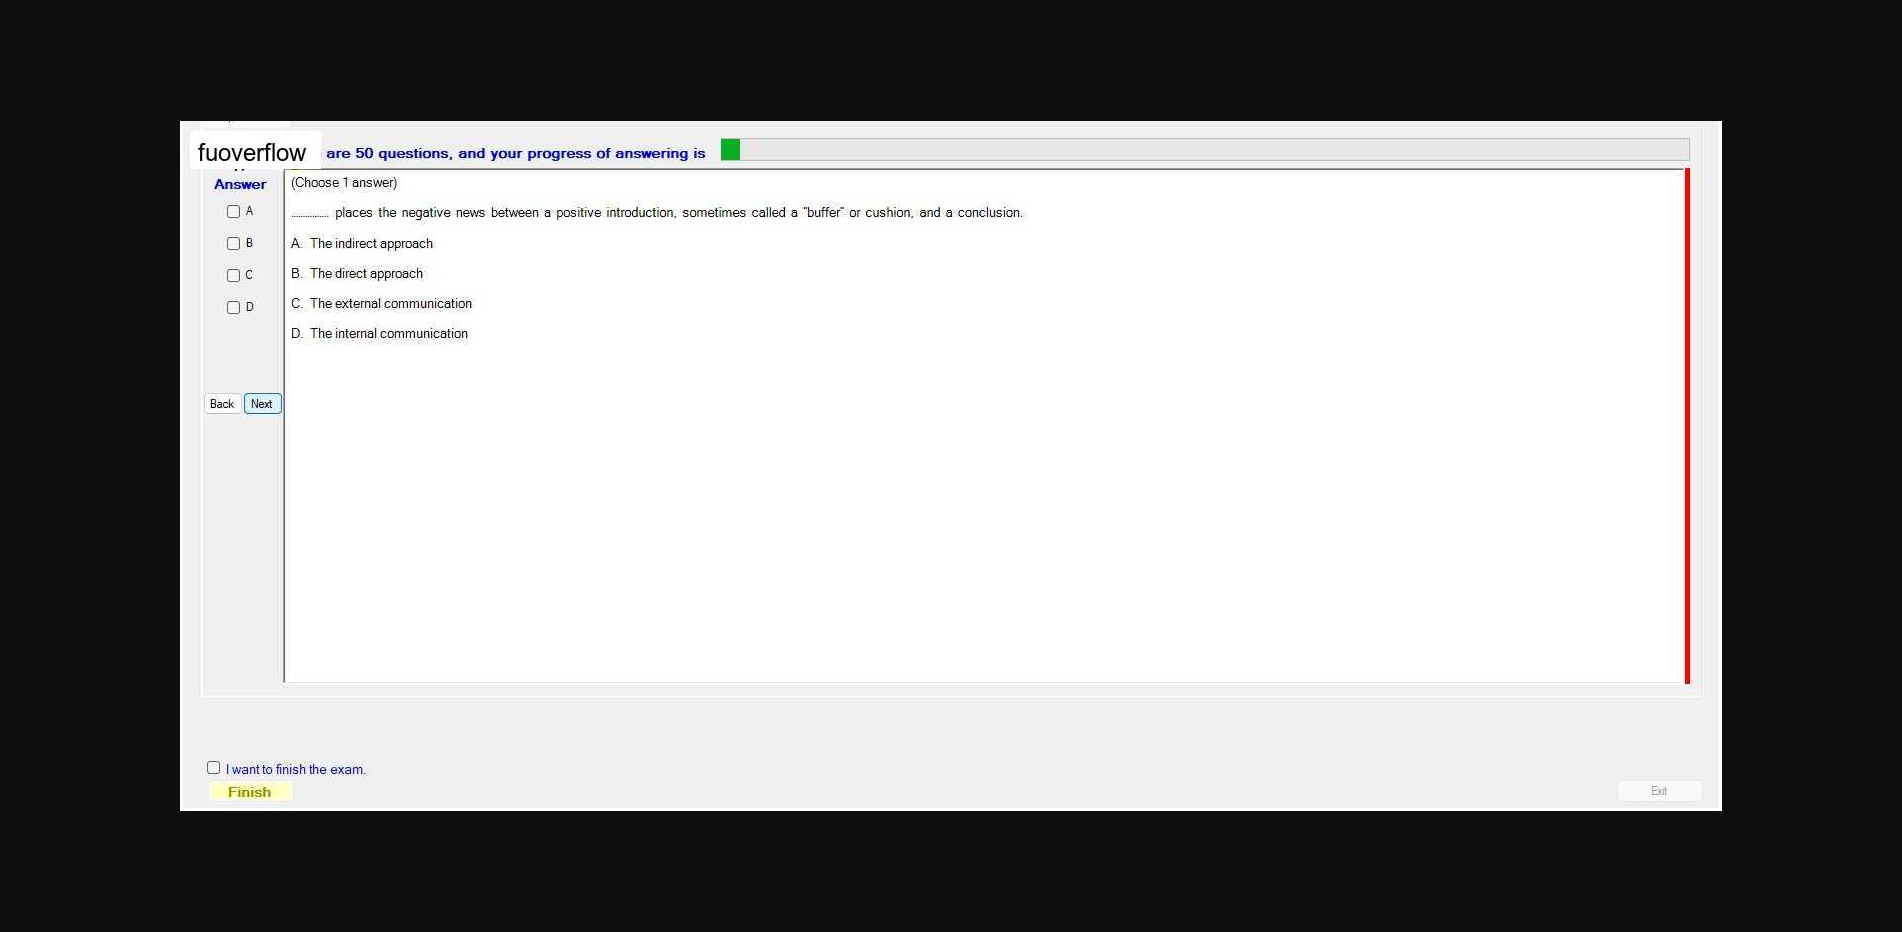 fuoverflow are 50 questions, and your progress of answering is
Answer
(Choose 1 answer)
A
B
C
D
............... places the negative news between a positive introduction, sometimes called a "buffer" or cushion, and a conclusion.
A. The indirect approach
B. The direct approach
C. The external communication
D. The internal communication
Back Next
I want to finish the exam.
Finish
Exit